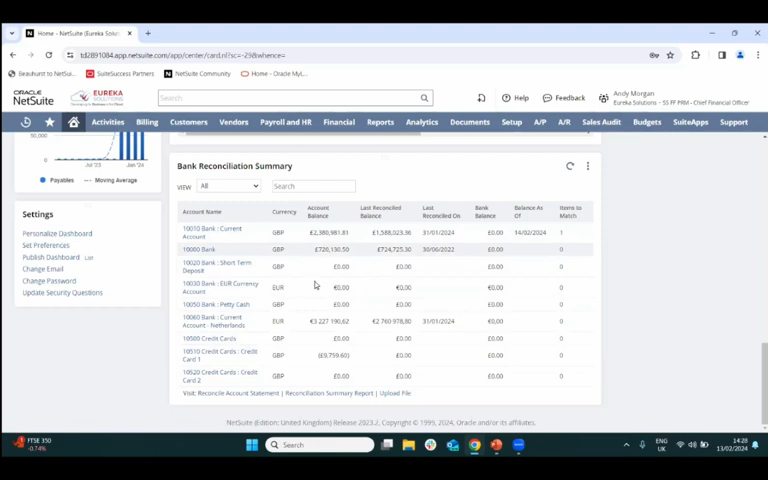 Home - NetSuite (Eureka Solut
td2891084.app.netsuite.com/app/center/card.nl?sc=-29&whence=
Beauhurst to NetSui...
SuiteSuccess Partners
NetSuite Community
Home - Oracle MyL...
ORACLE
NetSuite
EUREKA
SOLUTIONS
Search
Help
Feedback
Andy Morgan
Eureka Solutions - SS FF PRM - Chief Financial Officer
Activities Billing Customers Vendors Payroll and HR Financial Reports Analytics Documents Setup A/P A/R Sales Audit Budgets SuiteApps Support
50,000
Jul '23 Jan '24
Payables Moving Average
Settings
Personalize Dashboard
Set Preferences
Publish Dashboard List
Change Email
Change Password
Update Security Questions
Bank Reconciliation Summary
VIEW All Search
Account Name Currency Account Balance Last Reconciled Balance Last Reconciled On Bank Balance Balance As Of Items to Match
10010 Bank : Current Account GBP £2,380,981.81 £1,588,023.36 31/01/2024 £0.00 14/02/2024 1
10000 Bank GBP £720,130.50 £724,725.30 30/06/2022 £0.00 0
10020 Bank : Short Term Deposit GBP £0.00 £0.00 £0.00 0
10030 Bank : EUR Currency Account EUR €0.00 €0.00 €0.00 0
10050 Bank : Petty Cash GBP £0.00 £0.00 £0.00 0
10060 Bank : Current Account - Netherlands EUR €3 227 190,62 €2 760 978,80 31/01/2024 €0,00 0
10500 Credit Cards GBP £0.00 £0.00 £0.00 0
10510 Credit Cards : Credit Card 1 GBP (£9,759.60) £0.00 £0.00 0
10520 Credit Cards : Credit Card 2 GBP £0.00 £0.00 £0.00 0
Visit: Reconcile Account Statement | Reconciliation Summary Report | Upload File
NetSuite (Edition: United Kingdom) Release 2023.2, Copyright © 1999, 2024, Oracle and/or its affiliates.
FTSE 350
-0.74%
Search
ENG
UK
14:28
13/02/2024